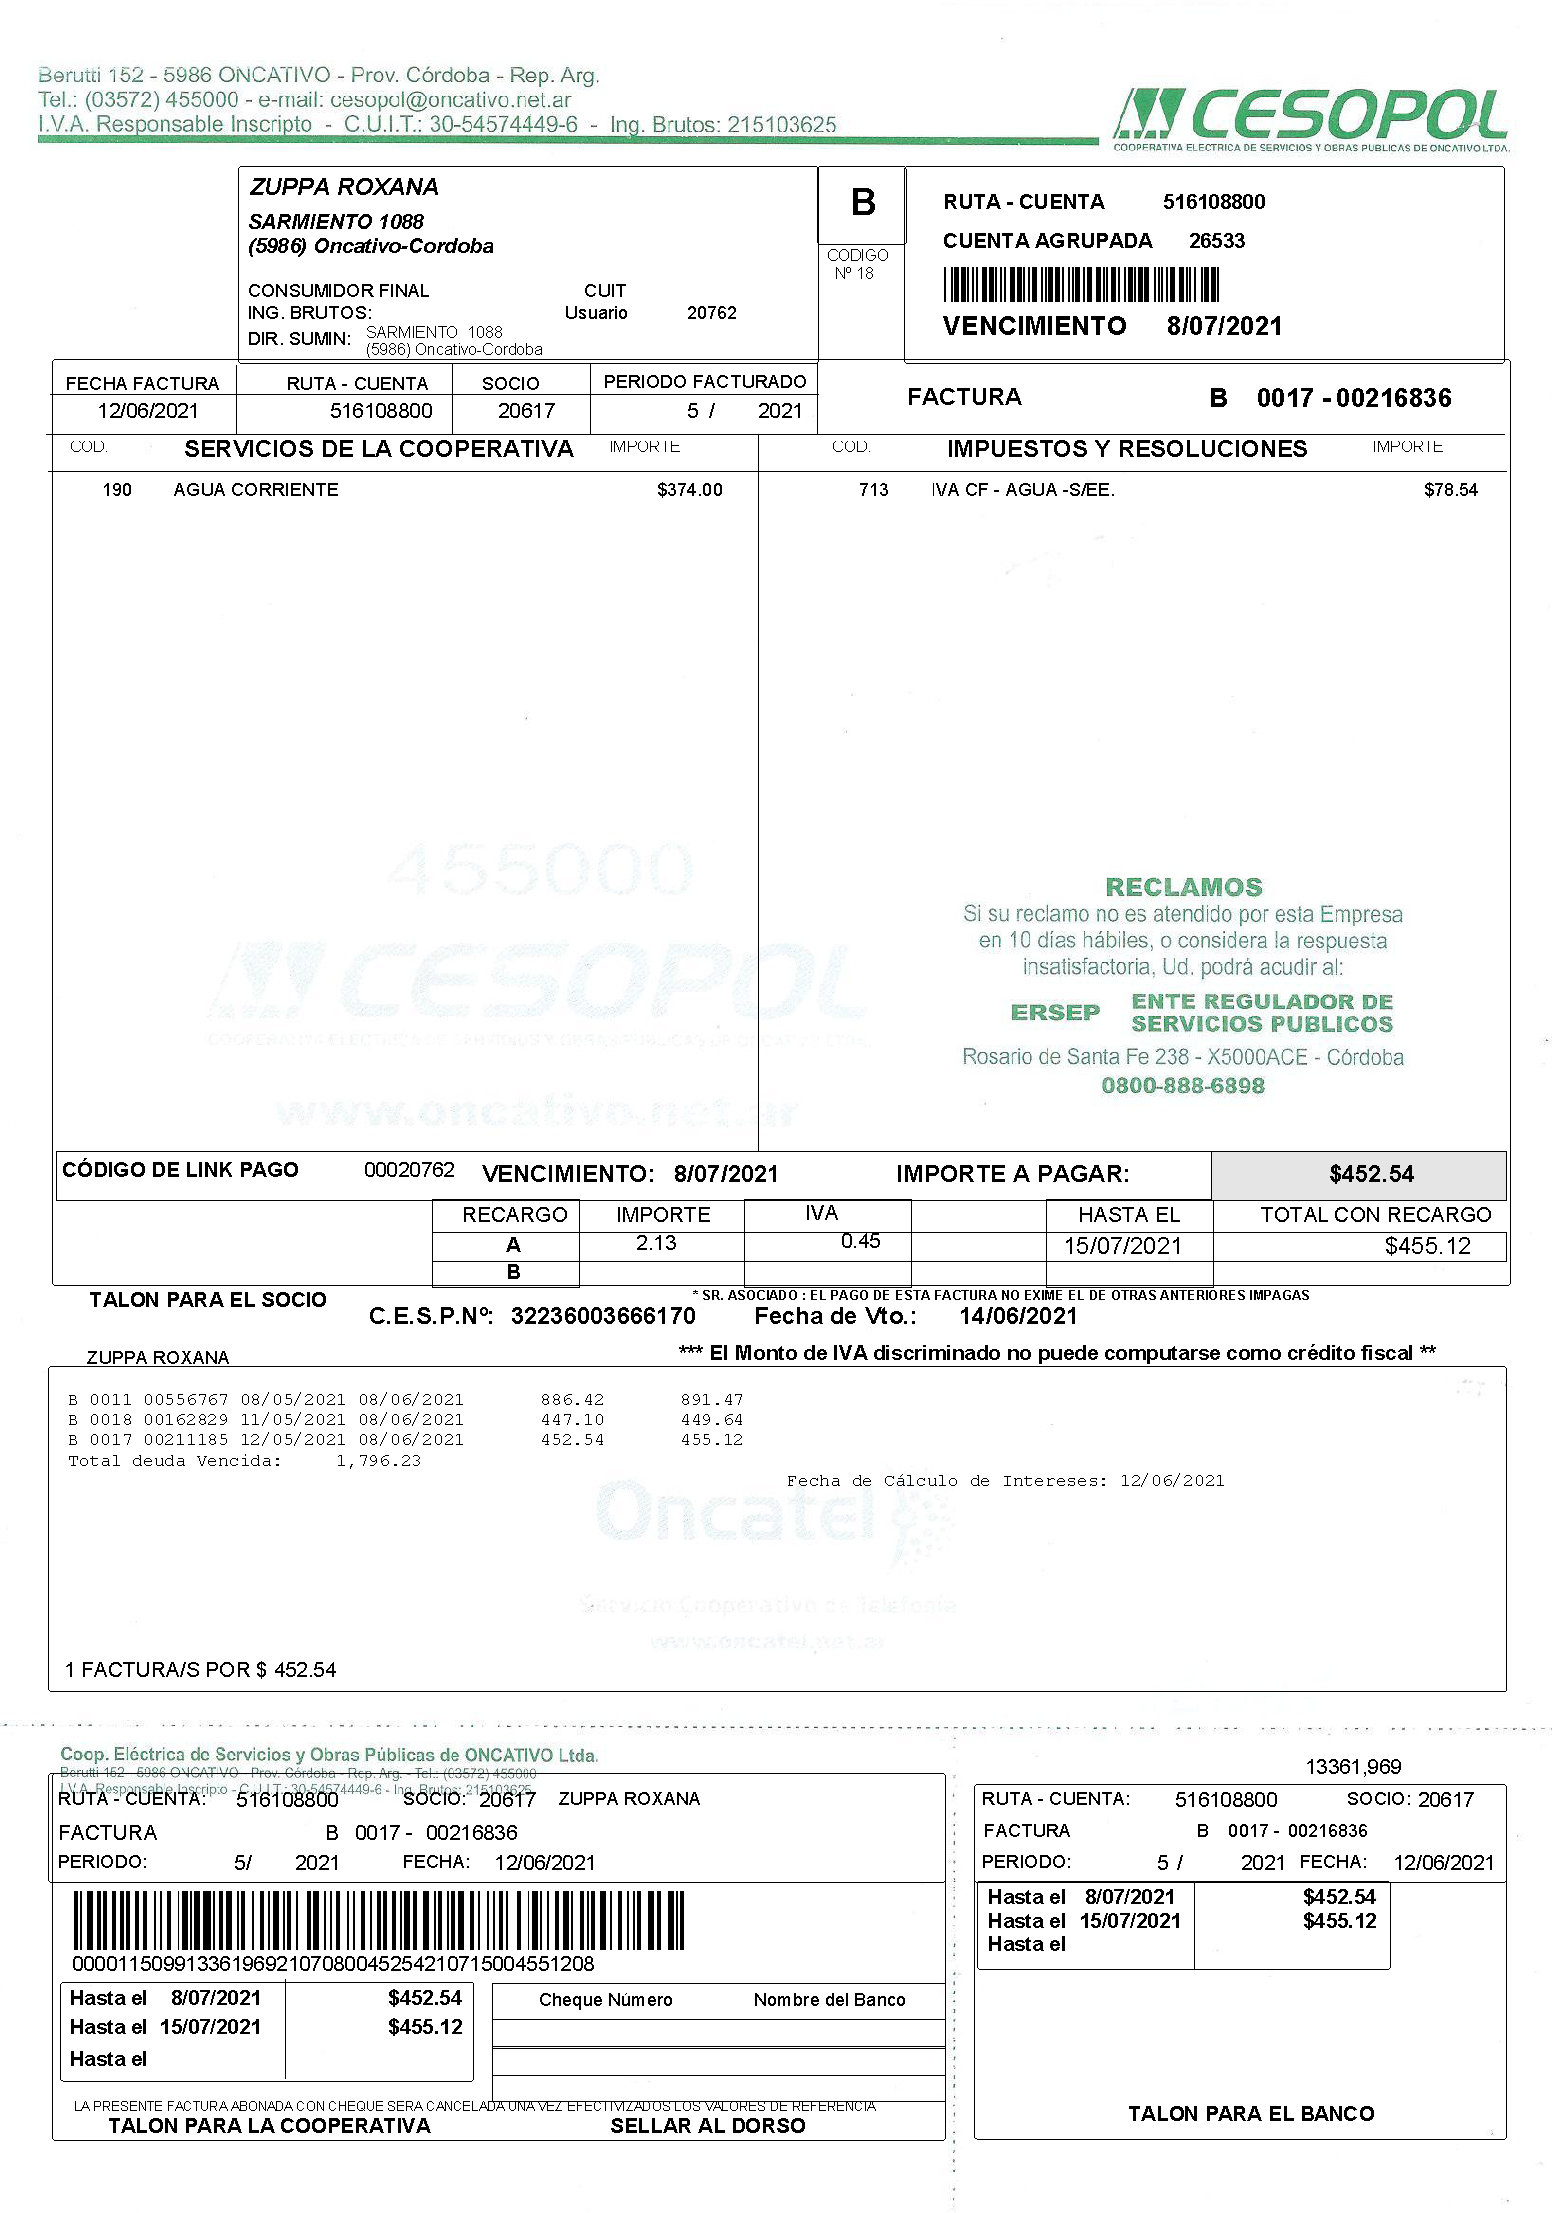 Berutti 152 - 5986 ONCATIVO - Prov. Córdoba - Rep. Arg.
Tel.: (03572) 455000 - e-mail: cesopol@oncativo.net.ar
I.V.A. Responsable Inscripto - C.U.I.T.: 30-54574449-6 - Ing. Brutos: 215103625
CESOPOL
COOPERATIVA ELECTRICA DE SERVICIOS Y OBRAS PUBLICAS DE ONCATIVO LTDA.
ZUPPA ROXANA
SARMIENTO 1088
(5986) Oncativo-Cordoba
CONSUMIDOR FINAL CUIT
ING. BRUTOS: Usuario 20762
DIR. SUMIN: SARMIENTO 1088
(5986) Oncativo-Cordoba
B
CODIGO
Nº 18
RUTA - CUENTA 516108800
CUENTA AGRUPADA 26533
VENCIMIENTO 8/07/2021
FECHA FACTURA RUTA - CUENTA SOCIO PERIODO FACTURADO
12/06/2021 516108800 20617 5 / 2021
FACTURA B 0017 - 00216836
COD. SERVICIOS DE LA COOPERATIVA IMPORTE COD. IMPUESTOS Y RESOLUCIONES IMPORTE
190 AGUA CORRIENTE $374.00 713 IVA CF - AGUA -S/EE. $78.54
455000
CESOPOL
COOPERATIVA ELECTRICA DE SERVICIOS Y OBRAS PUBLICAS DE ONCATIVO LTDA.
www.oncativo.net.ar
RECLAMOS
Si su reclamo no es atendido por esta Empresa
en 10 días hábiles, o considera la respuesta
insatisfactoria, Ud. podrá acudir al:
ERSEP ENTE REGULADOR DE
SERVICIOS PUBLICOS
Rosario de Santa Fe 238 - X5000ACE - Córdoba
0800-888-6898
CÓDIGO DE LINK PAGO 00020762 VENCIMIENTO: 8/07/2021 IMPORTE A PAGAR: $452.54
RECARGO IMPORTE IVA HASTA EL TOTAL CON RECARGO
A 2.13 0.45 15/07/2021 $455.12
B
TALON PARA EL SOCIO * SR. ASOCIADO : EL PAGO DE ESTA FACTURA NO EXIME EL DE OTRAS ANTERIORES IMPAGAS
C.E.S.P.Nº: 32236003666170 Fecha de Vto.: 14/06/2021
ZUPPA ROXANA *** El Monto de IVA discriminado no puede computarse como crédito fiscal **
B 0011 00556767 08/05/2021 08/06/2021 886.42 891.47
B 0018 00162829 11/05/2021 08/06/2021 447.10 449.64
B 0017 00211185 12/05/2021 08/06/2021 452.54 455.12
Total deuda Vencida: 1,796.23
Fecha de Cálculo de Intereses: 12/06/2021
Oncatel
Servicio Cooperativo de Telefonía
www.oncatel.net.ar
1 FACTURA/S POR $ 452.54
Coop. Eléctrica de Servicios y Obras Públicas de ONCATIVO Ltda.
Berutti 152 - 5986 ONCATIVO - Prov. Córdoba - Rep. Arg. - Tel.: (03572) 455000
I.V.A. Responsable Inscripto - C.U.I.T.: 30-54574449-6 - Ing. Brutos: 215103625
RUTA - CUENTA: 516108800 SOCIO: 20617 ZUPPA ROXANA
FACTURA B 0017 - 00216836
PERIODO: 5/ 2021 FECHA: 12/06/2021
000011509913361969210708004525421071500455​1208
Hasta el 8/07/2021 $452.54
Hasta el 15/07/2021 $455.12
Hasta el
Cheque Número Nombre del Banco
LA PRESENTE FACTURA ABONADA CON CHEQUE SERA CANCELADA UNA VEZ EFECTIVIZADOS LOS VALORES DE REFERENCIA
TALON PARA LA COOPERATIVA SELLAR AL DORSO
13361,969
RUTA - CUENTA: 516108800 SOCIO: 20617
FACTURA B 0017 - 00216836
PERIODO: 5 / 2021 FECHA: 12/06/2021
Hasta el 8/07/2021 $452.54
Hasta el 15/07/2021 $455.12
Hasta el
TALON PARA EL BANCO